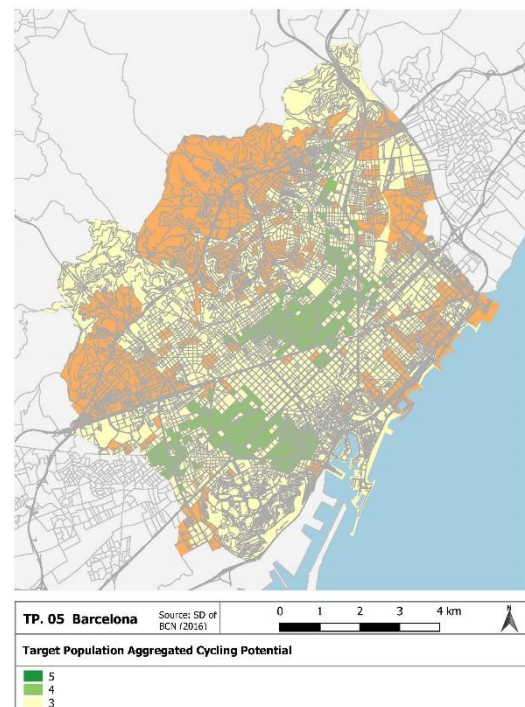 TP. 05 Barcelona
Source: SD of
BCN (2016)
0 1 2 3 4 km
N
Target Population Aggregated Cycling Potential
5
4
3